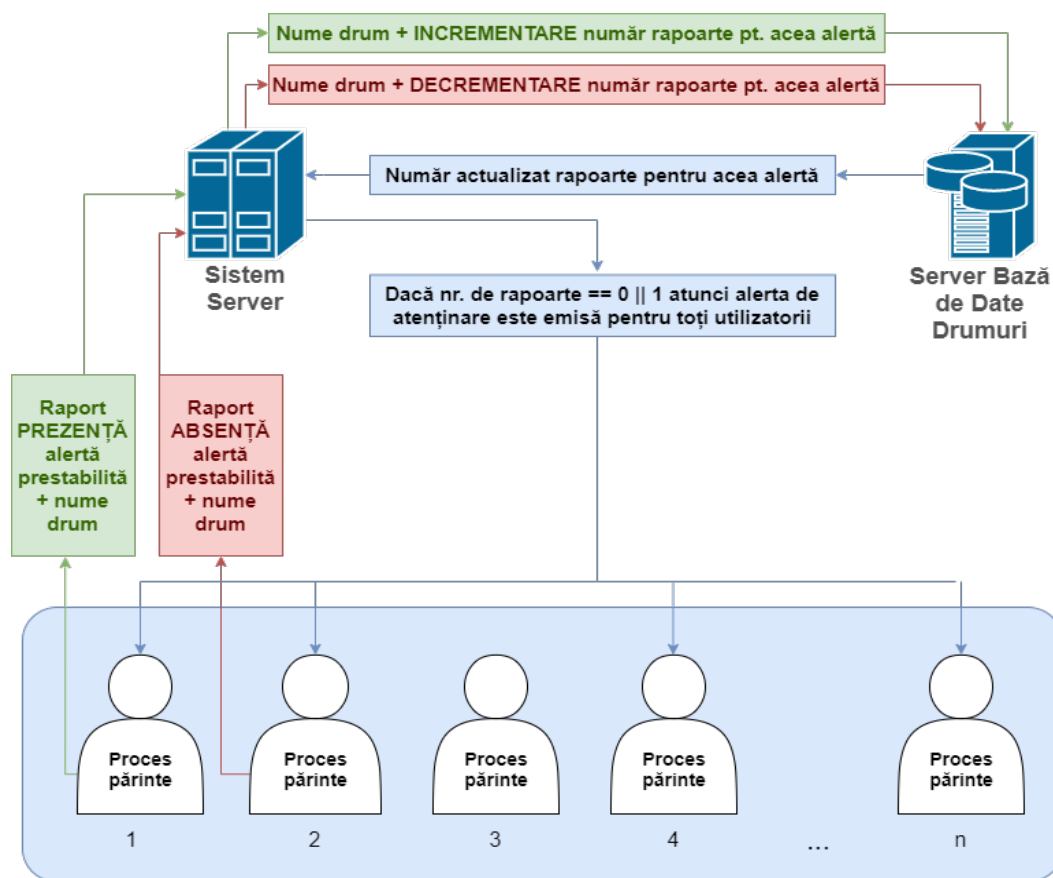 Nume drum + INCREMENTARE număr rapoarte pt. acea alertă
Nume drum + DECREMENTARE număr rapoarte pt. acea alertă
Număr actualizat rapoarte pentru acea alertă
Sistem
Server
Server Bază
de Date
Drumuri
Dacă nr. de rapoarte == 0 || 1 atunci alerta de
atenținare este emisă pentru toți utilizatorii
Raport
PREZENȚĂ
alertă
prestabilită
+ nume
drum
Raport
ABSENȚĂ
alertă
prestabilită
+ nume
drum
Proces
părinte
Proces
părinte
Proces
părinte
Proces
părinte
Proces
părinte
1
2
3
4
...
n